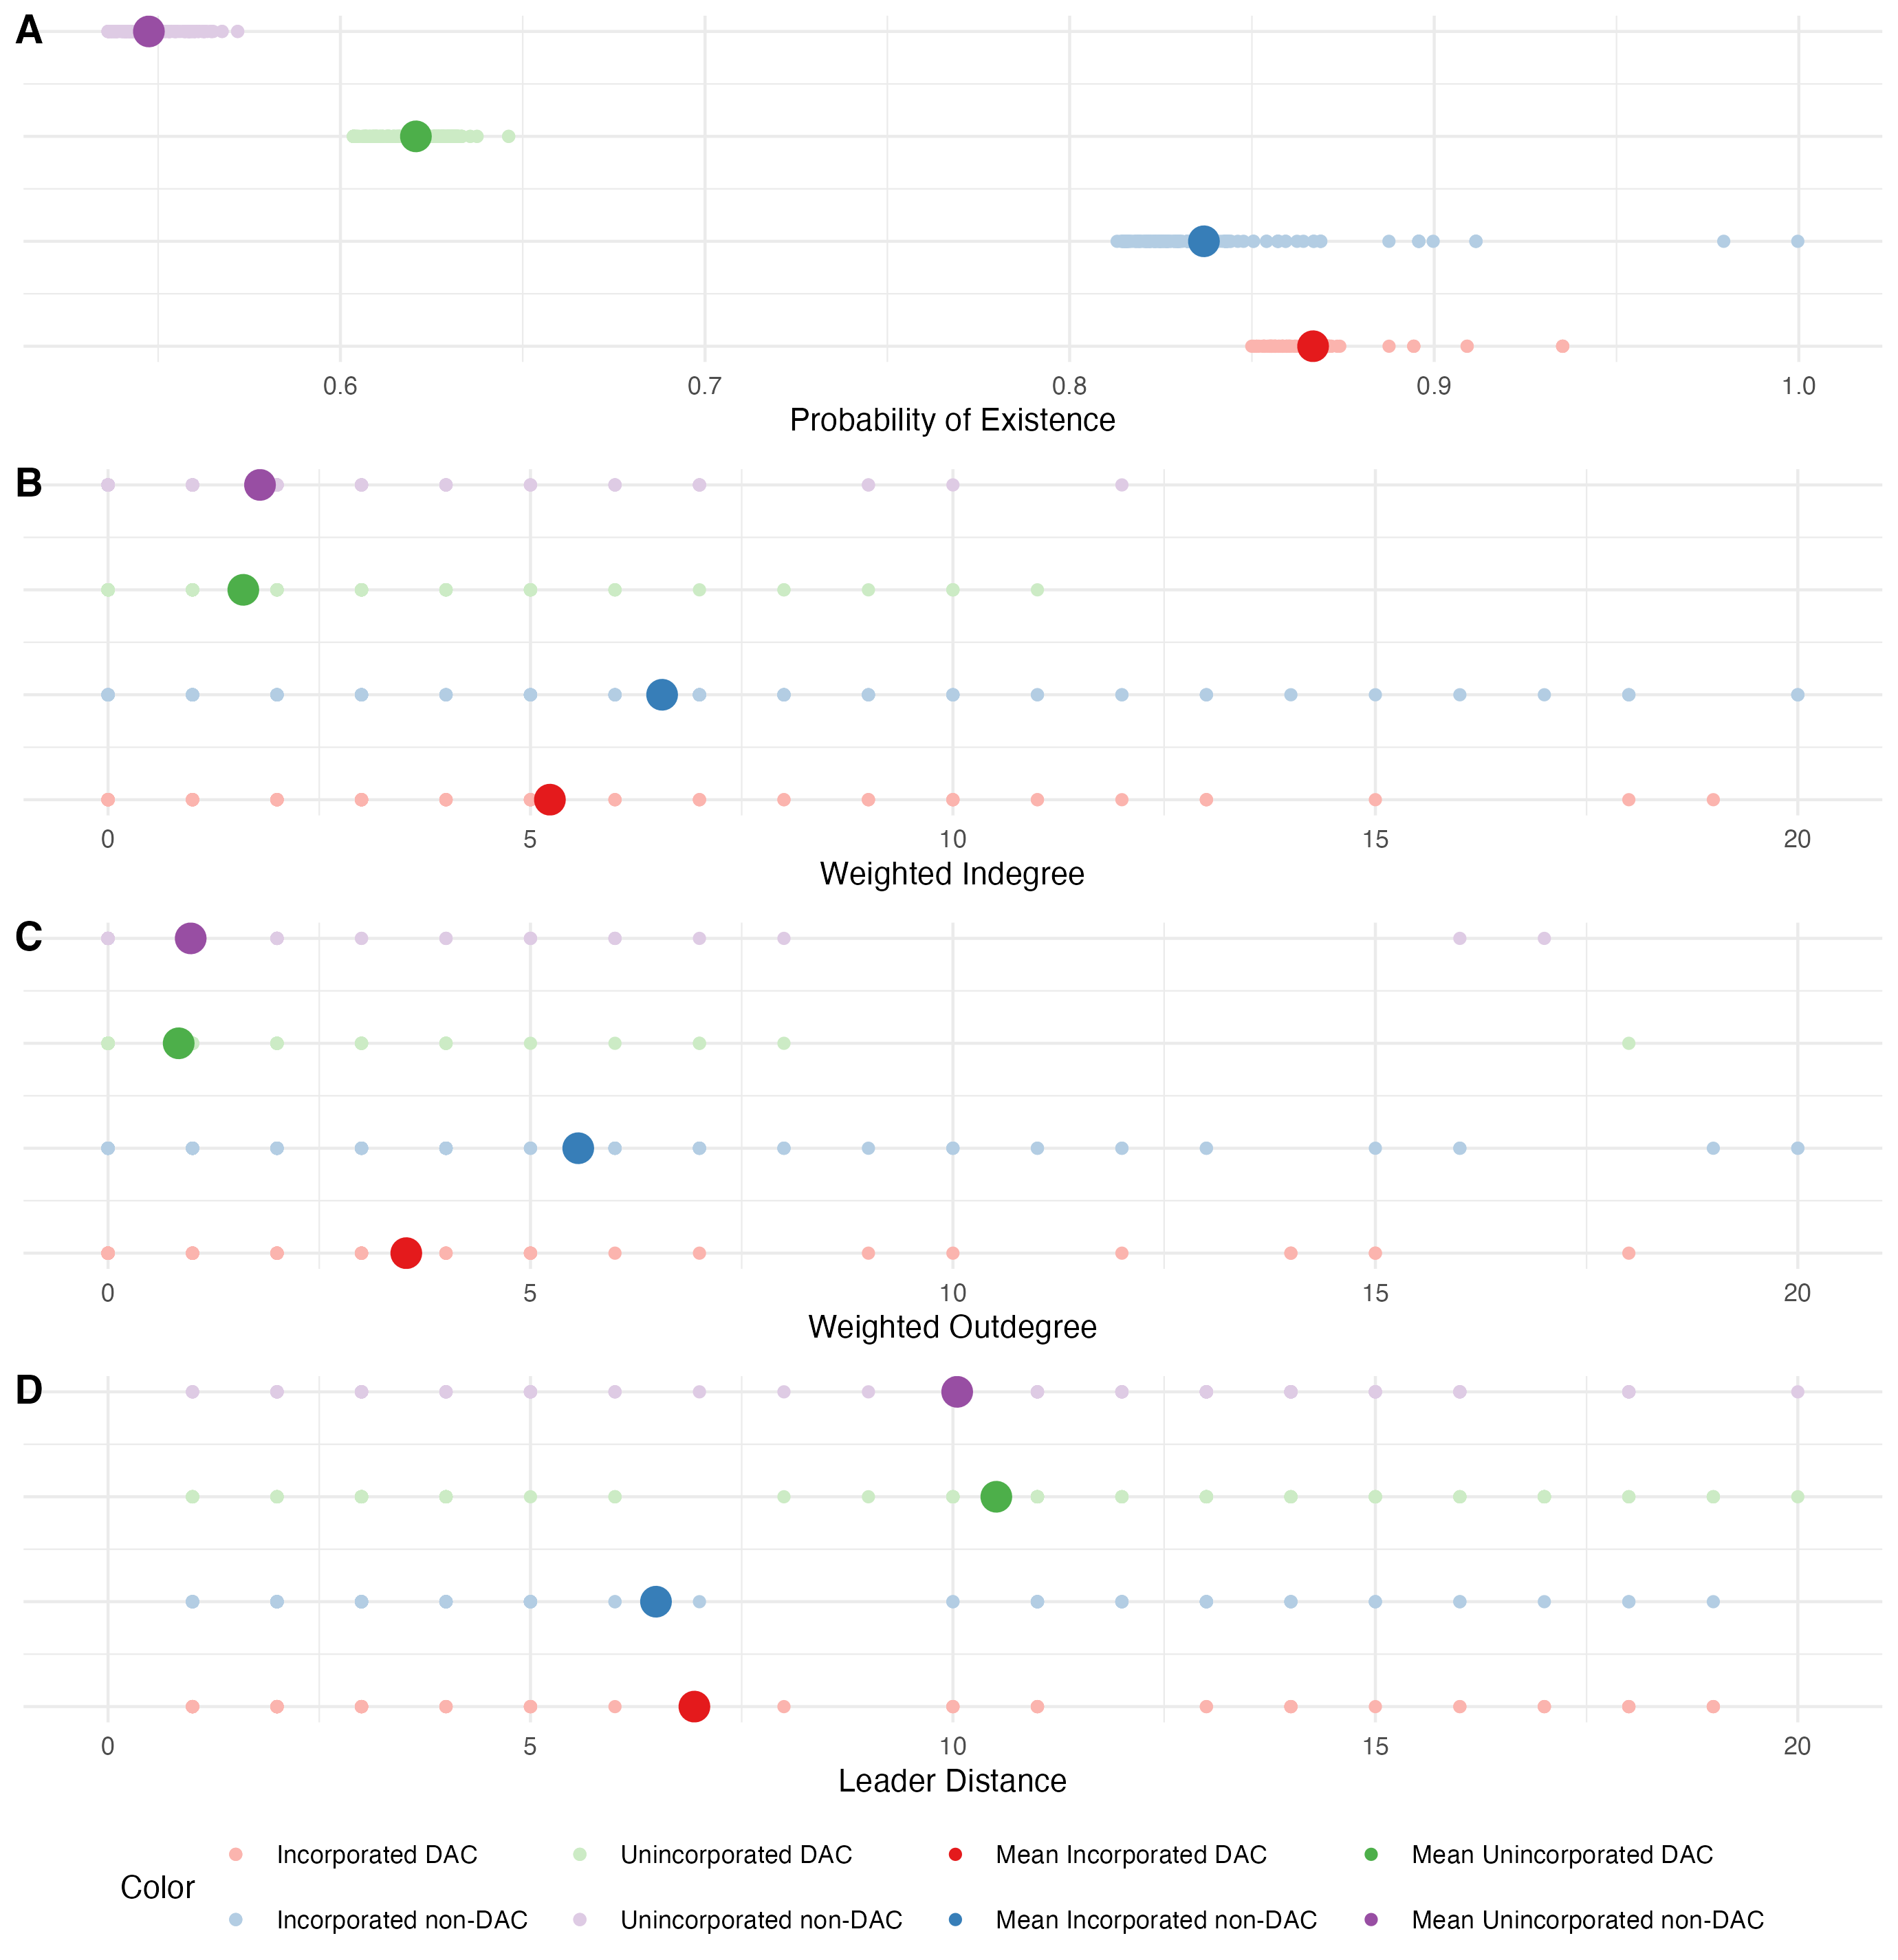 A
0.6 0.7 0.8 0.9 1.0
Probability of Existence
B
0 5 10 15 20
Weighted Indegree
C
0 5 10 15 20
Weighted Outdegree
D
0 5 10 15 20
Leader Distance
Color
Incorporated DAC Unincorporated DAC Mean Incorporated DAC Mean Unincorporated DAC
Incorporated non-DAC Unincorporated non-DAC Mean Incorporated non-DAC Mean Unincorporated non-DAC